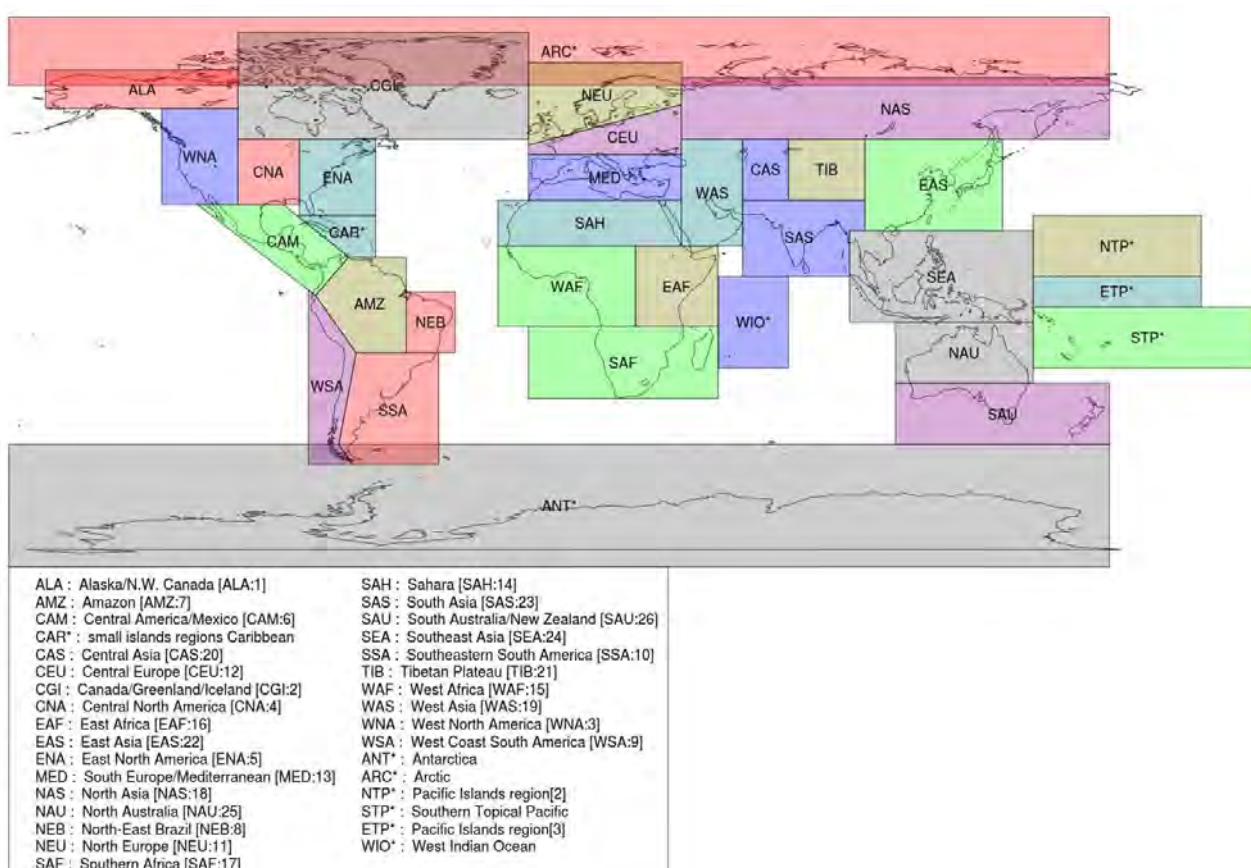 ARC*
ALA
CGI
NEU
NAS
CEU
WNA
CNA
ENA
MED
WAS
CAS
TIB
EAS
CAR*
SAH
CAM
SAS
NTP*
SEA
WAF
EAF
ETP*
AMZ
NEB
WIO*
STP*
NAU
SAF
WSA
SSA
SAU
ANT*
ALA : Alaska/N.W. Canada [ALA:1]
AMZ : Amazon [AMZ:7]
CAM : Central America/Mexico [CAM:6]
CAR* : small islands regions Caribbean
CAS : Central Asia [CAS:20]
CEU : Central Europe [CEU:12]
CGI : Canada/Greenland/Iceland [CGI:2]
CNA : Central North America [CNA:4]
EAF : East Africa [EAF:16]
EAS : East Asia [EAS:22]
ENA : East North America [ENA:5]
MED : South Europe/Mediterranean [MED:13]
NAS : North Asia [NAS:18]
NAU : North Australia [NAU:25]
NEB : North-East Brazil [NEB:8]
NEU : North Europe [NEU:11]
SAF : Southern Africa [SAF:17]
SAH : Sahara [SAH:14]
SAS : South Asia [SAS:23]
SAU : South Australia/New Zealand [SAU:26]
SEA : Southeast Asia [SEA:24]
SSA : Southeastern South America [SSA:10]
TIB : Tibetan Plateau [TIB:21]
WAF : West Africa [WAF:15]
WAS : West Asia [WAS:19]
WNA : West North America [WNA:3]
WSA : West Coast South America [WSA:9]
ANT* : Antarctica
ARC* : Arctic
NTP* : Pacific Islands region[2]
STP* : Southern Topical Pacific
ETP* : Pacific Islands region[3]
WIO* : West Indian Ocean